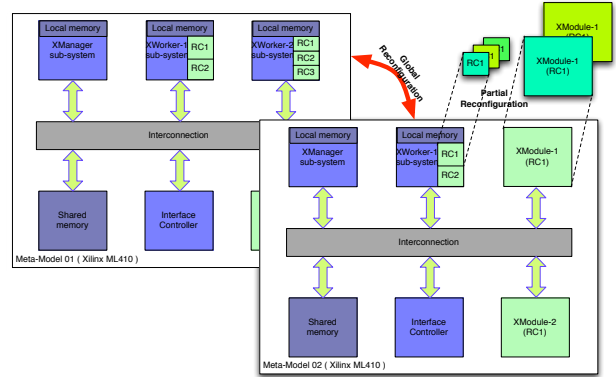 Local memory
XManager
sub-system
Local memory
XWorker-1
sub-system
RC1
RC2
Local memory
XWorker-2
sub-system
RC1
RC2
RC3
Interconnection
Shared
memory
Interface
Controller
Meta-Model 01 ( Xilinx ML410 )
Global
Reconfiguration
RC1
Partial
Reconfiguration
XModule-1
(RC1)
XModule-1
(RC1)
Local memory
XManager
sub-system
Local memory
XWorker-1
sub-system
RC1
RC2
XModule-1
(RC1)
Interconnection
Shared
memory
Interface
Controller
XModule-2
(RC1)
Meta-Model 02 ( Xilinx ML410 )